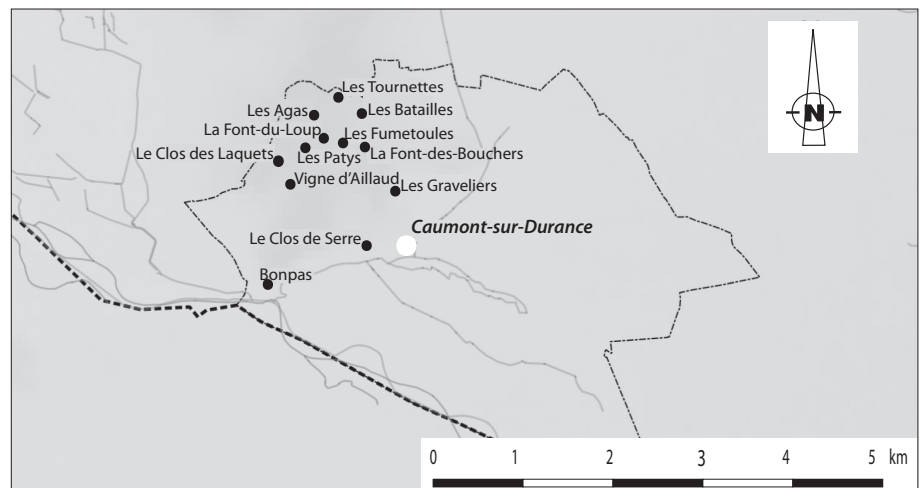 Les Tournettes
Les Agas
Les Batailles
La Font-du-Loup
Les Fumetoules
Le Clos des Laquets
Les Patys
La Font-des-Bouchers
Vigne d'Aillaud
Les Graveliers
Caumont-sur-Durance
Le Clos de Serre
Bonpas
N
0 1 2 3 4 5 km